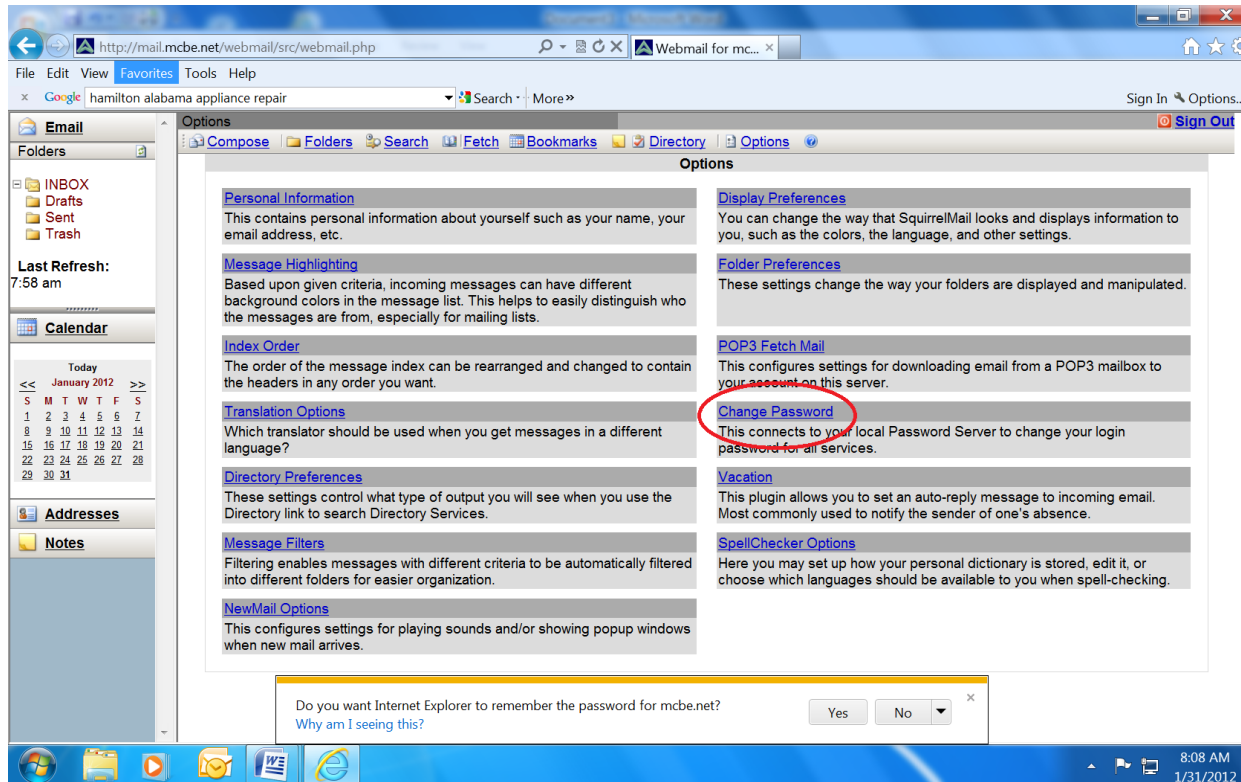 http://mail.mcbe.net/webmail/src/webmail.php
Webmail for mc...
File Edit View Favorites Tools Help
Google hamilton alabama appliance repair Search More» Sign In Options..
Email
Folders
INBOX
Drafts
Sent
Trash
Last Refresh:
7:58 am
Calendar
Today
<< January 2012 >>
S M T W T F S
1 2 3 4 5 6 7
8 9 10 11 12 13 14
15 16 17 18 19 20 21
22 23 24 25 26 27 28
29 30 31
Addresses
Notes
Options
Sign Out
Compose Folders Search Fetch Bookmarks Directory Options
Options
Personal Information
This contains personal information about yourself such as your name, your
email address, etc.
Display Preferences
You can change the way that SquirrelMail looks and displays information to
you, such as the colors, the language, and other settings.
Message Highlighting
Based upon given criteria, incoming messages can have different
background colors in the message list. This helps to easily distinguish who
the messages are from, especially for mailing lists.
Folder Preferences
These settings change the way your folders are displayed and manipulated.
Index Order
The order of the message index can be rearranged and changed to contain
the headers in any order you want.
POP3 Fetch Mail
This configures settings for downloading email from a POP3 mailbox to
your account on this server.
Translation Options
Which translator should be used when you get messages in a different
language?
Change Password
This connects to your local Password Server to change your login
password for all services.
Directory Preferences
These settings control what type of output you will see when you use the
Directory link to search Directory Services.
Vacation
This plugin allows you to set an auto-reply message to incoming email.
Most commonly used to notify the sender of one's absence.
Message Filters
Filtering enables messages with different criteria to be automatically filtered
into different folders for easier organization.
SpellChecker Options
Here you may set up how your personal dictionary is stored, edit it, or
choose which languages should be available to you when spell-checking.
NewMail Options
This configures settings for playing sounds and/or showing popup windows
when new mail arrives.
Do you want Internet Explorer to remember the password for mcbe.net?
Why am I seeing this?
Yes No
8:08 AM
1/31/2012